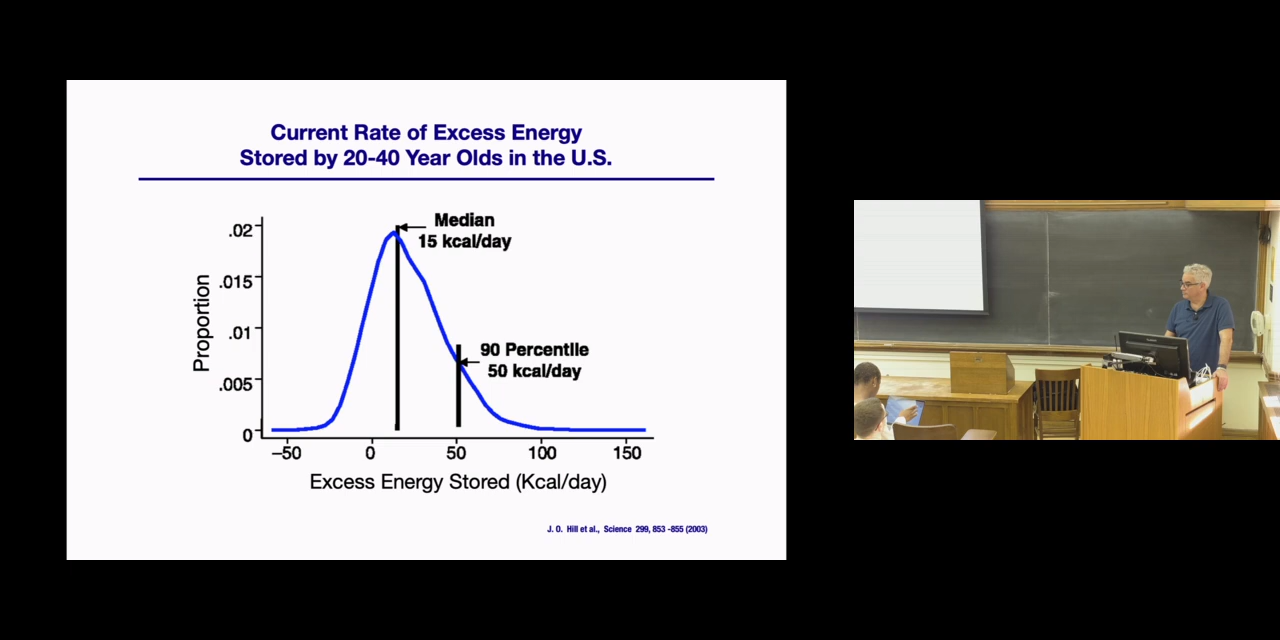 Current Rate of Excess Energy
Stored by 20-40 Year Olds in the U.S.
Median
15 kcal/day
90 Percentile
50 kcal/day
Proportion
.02
.015
.01
.005
0
−50
0
50
100
150
Excess Energy Stored (Kcal/day)
J. O. Hill et al., Science 299, 853 -855 (2003)